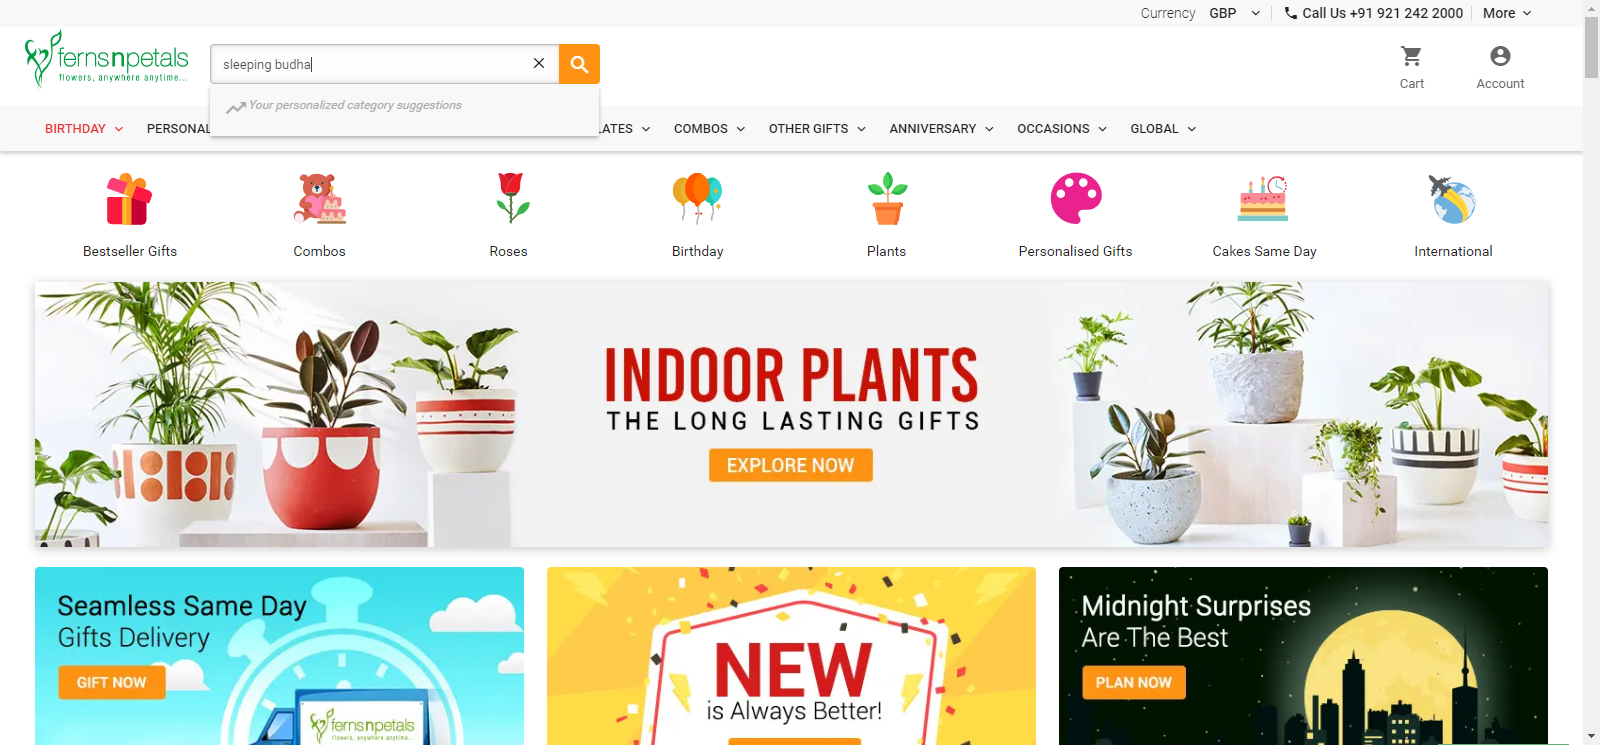 Currency GBP Call Us +91 921 242 2000 More
fernsnpetals
flowers, anywhere anytime...
sleeping budha
Cart Account
Your personalized category suggestions
BIRTHDAY PERSONAL LATES COMBOS OTHER GIFTS ANNIVERSARY OCCASIONS GLOBAL
Bestseller Gifts Combos Roses Birthday Plants Personalised Gifts Cakes Same Day International
INDOOR PLANTS
THE LONG LASTING GIFTS
EXPLORE NOW
Seamless Same Day
Gifts Delivery
GIFT NOW
fernsnpetals
flowers, anywhere anytime...
NEW
is Always Better!
Midnight Surprises
Are The Best
PLAN NOW